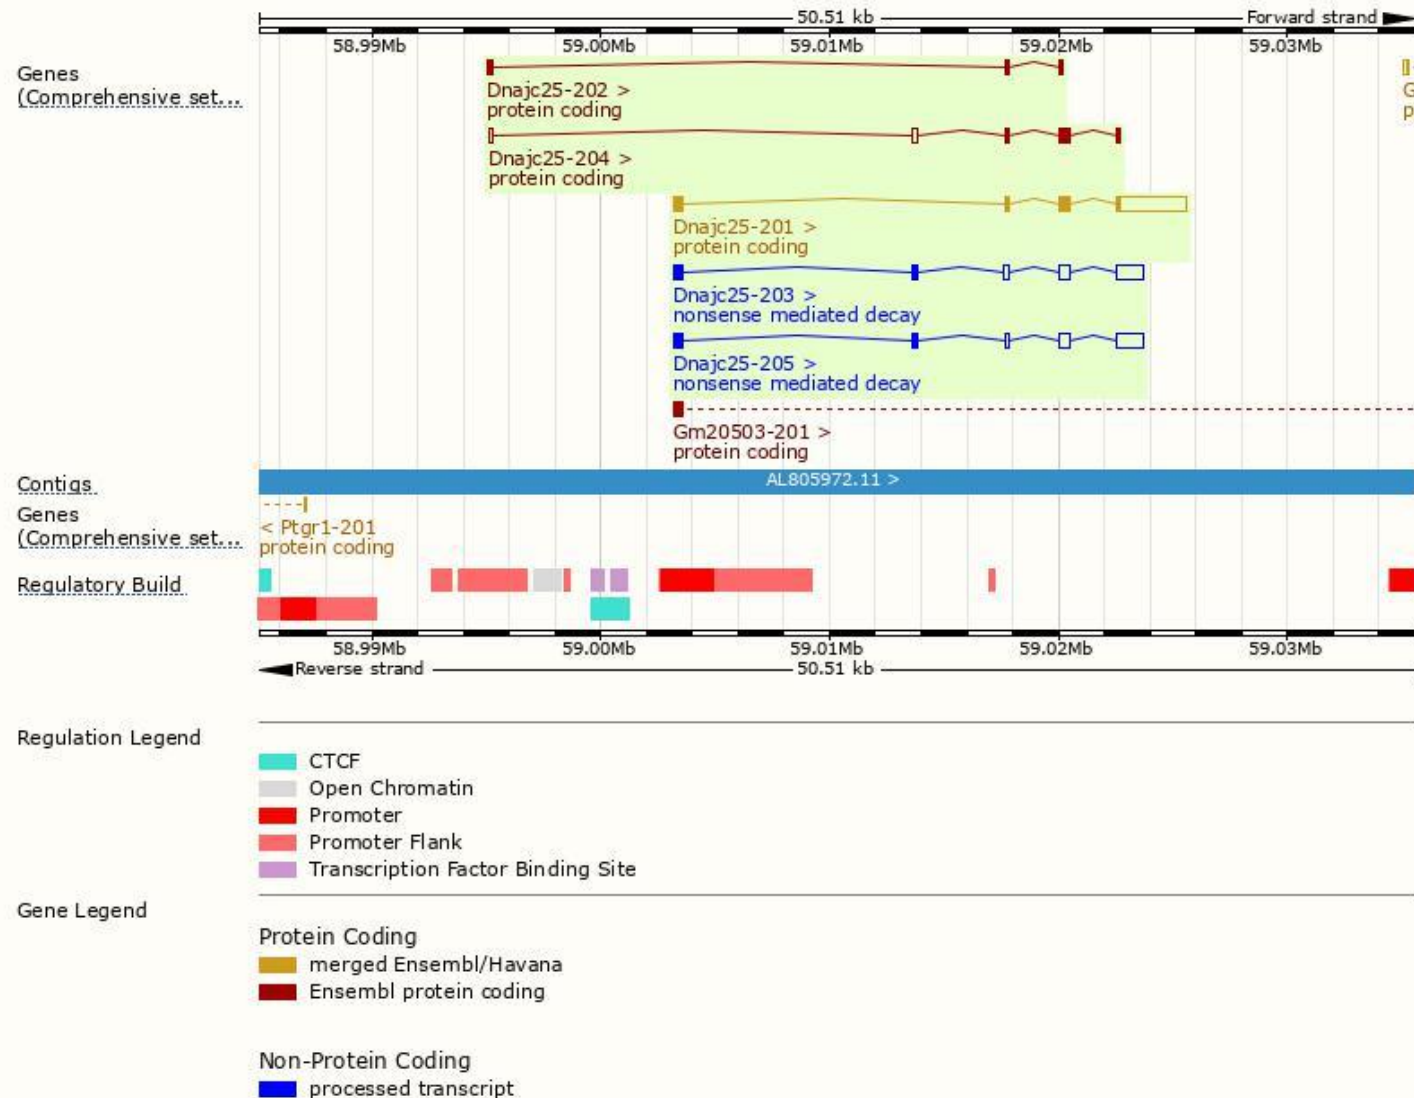 50.51 kb
Forward strand
58.99Mb 59.00Mb 59.01Mb 59.02Mb 59.03Mb
Genes
(Comprehensive set...
Dnajc25-202 >
protein coding
G
p
Dnajc25-204 >
protein coding
Dnajc25-201 >
protein coding
Dnajc25-203 >
nonsense mediated decay
Dnajc25-205 >
nonsense mediated decay
Gm20503-201 >
protein coding
Contigs
AL805972.11 >
Genes
(Comprehensive set...
< Ptgr1-201
protein coding
Regulatory Build
58.99Mb 59.00Mb 59.01Mb 59.02Mb 59.03Mb
Reverse strand
50.51 kb
Regulation Legend
CTCF
Open Chromatin
Promoter
Promoter Flank
Transcription Factor Binding Site
Gene Legend
Protein Coding
merged Ensembl/Havana
Ensembl protein coding
Non-Protein Coding
processed transcript